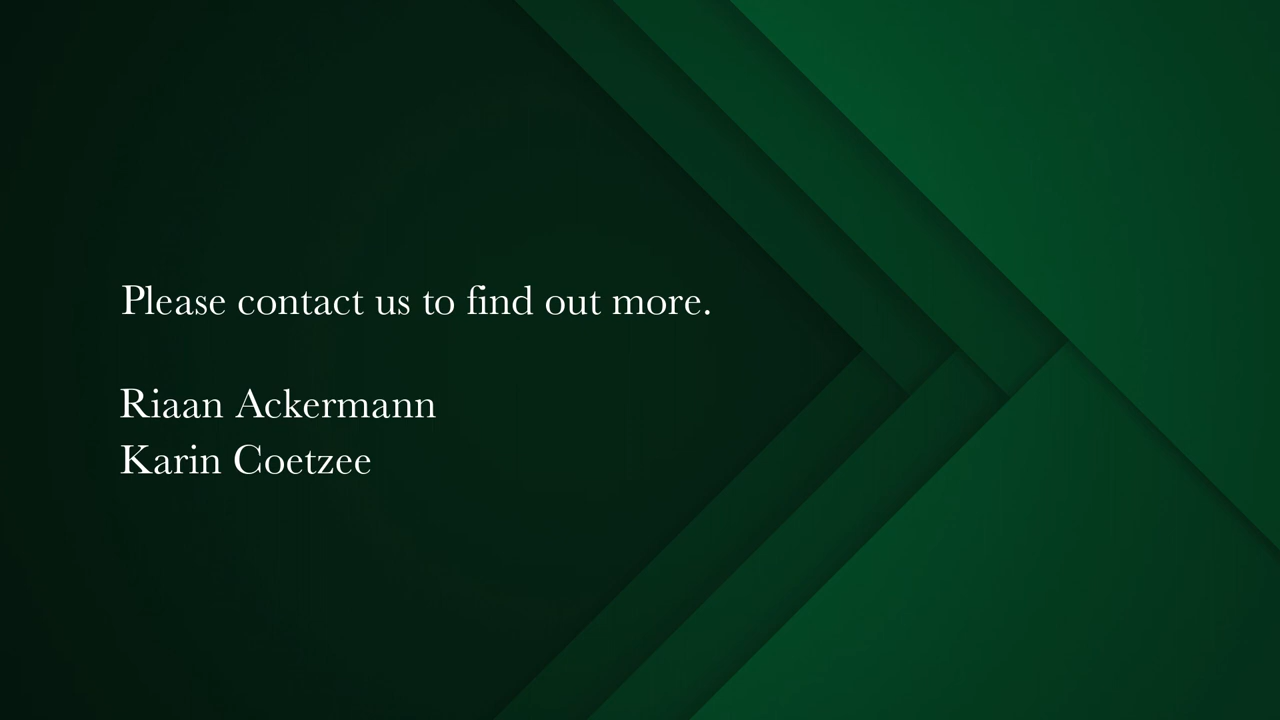 Please contact us to find out more.
Riaan Ackermann
Karin Coetzee